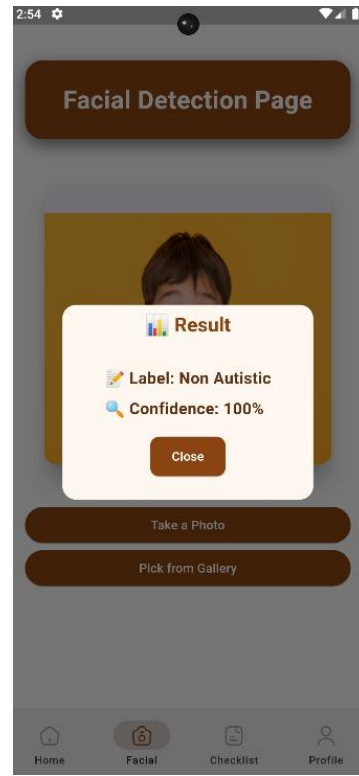 2:54
Facial Detection Page
📊 Result
📝 Label: Non Autistic
🔍 Confidence: 100%
Close
Take a Photo
Pick from Gallery
Home Facial Checklist Profile